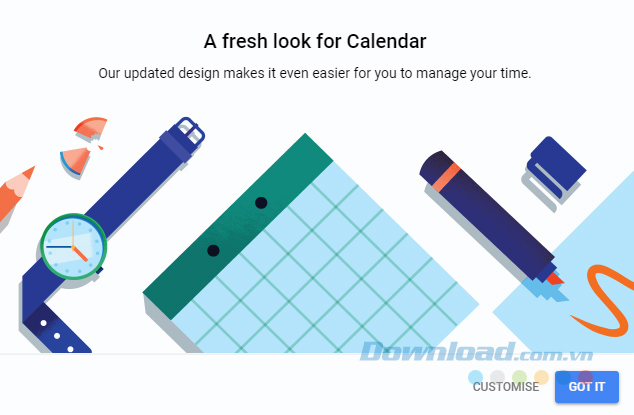 A fresh look for Calendar
Our updated design makes it even easier for you to manage your time.
Download.com.vn
CUSTOMISE
GOT IT